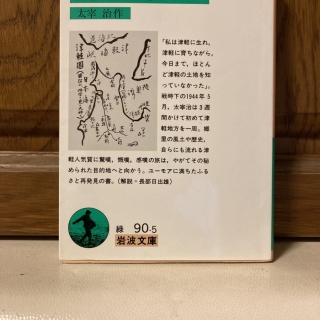 太宰 治作
「私は津軽に生れ,
津軽に育ちながら,
今日まで, ほとん
ど津軽の土地を知
っていなかった」.
戦時下の1944年5
月, 太宰治は3週
間かけて初めて津
軽地方を一周. 郷
里の風土や歴史,
自らにも流れる津
軽人気質に驚嘆, 慨嘆, 感嘆の旅は, やがてその秘
められた目的地へと向かう. ユーモアに満ちたふる
さと再発見の書. (解説=長部日出雄)
緑 90-5
岩波文庫